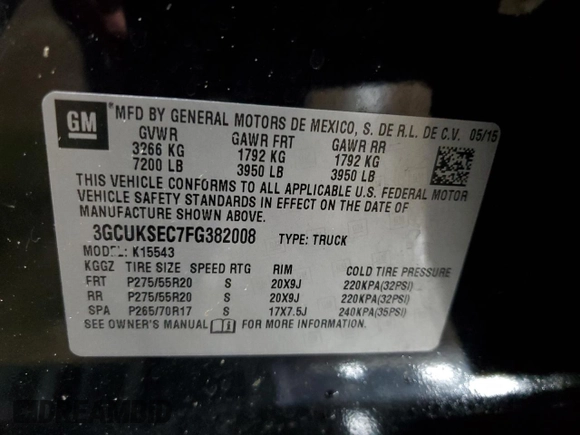 GM *MFD BY GENERAL MOTORS DE MEXICO, S. DE R.L. DE C.V. 05/15
GVWR GAWR FRT GAWR RR
3266 KG 1792 KG 1792 KG
7200 LB 3950 LB 3950 LB
THIS VEHICLE CONFORMS TO ALL APPLICABLE U.S. FEDERAL MOTOR
VEHICLE SAFETY STANDARDS IN EFFECT ON THE DATE OF
MANUFACTURE SHOWN ABOVE.
3GCUKSEC7FG382008 TYPE: TRUCK
MODEL: K15543
KGGZ TIRE SIZE SPEED RTG RIM COLD TIRE PRESSURE
FRT P275/55R20 S 20X9J 220KPA(32PSI)
RR P275/55R20 S 20X9J 220KPA(32PSI)
SPA P265/70R17 S 17X7.5J 240KPA(35PSI)
SEE OWNER'S MANUAL FOR MORE INFORMATION.
DREAMBID